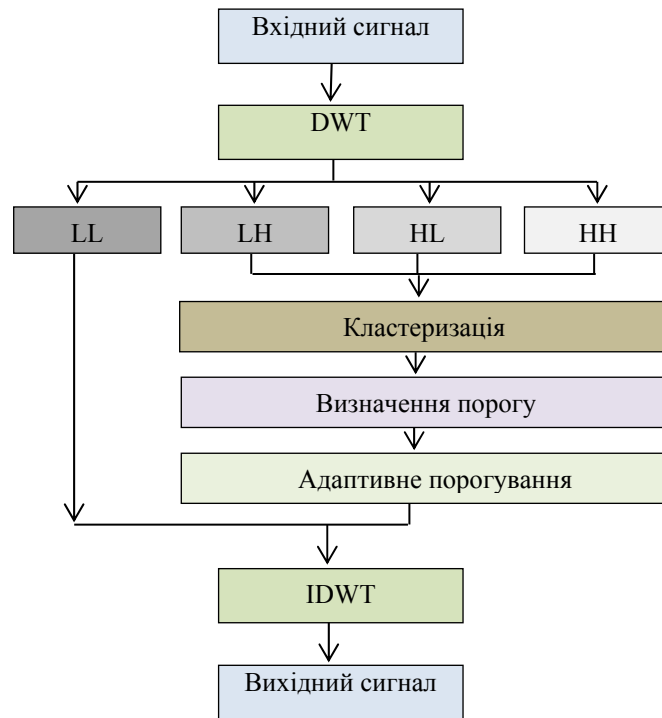 Вхідний сигнал
DWT
LL LH HL HH
Кластеризація
Визначення порогу
Адаптивне порогування
IDWT
Вихідний сигнал